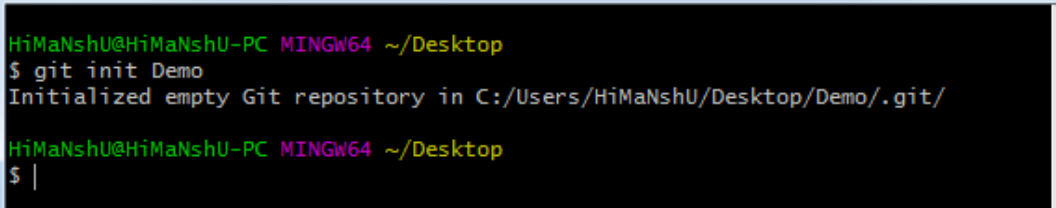 HiMaNshU@HiMaNshU-PC MINGW64 ~/Desktop
$ git init Demo
Initialized empty Git repository in C:/Users/HiMaNshU/Desktop/Demo/.git/
HiMaNshU@HiMaNshU-PC MINGW64 ~/Desktop
$